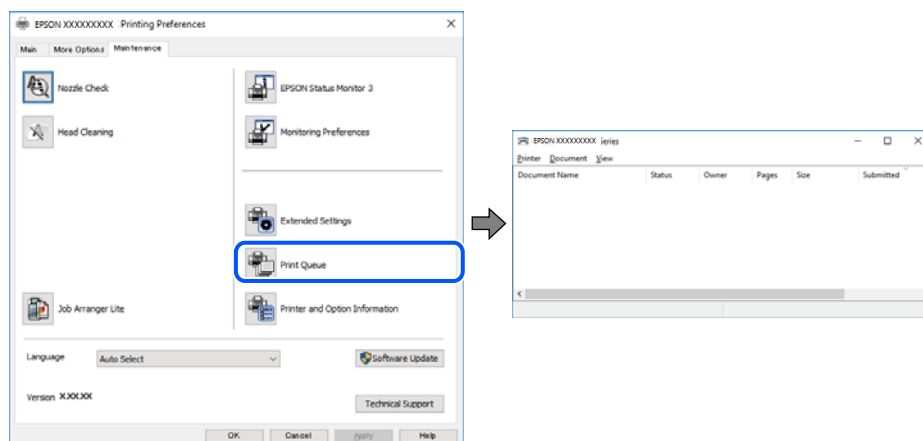 EPSON XXXXXXXXX Printing Preferences
Main More Options Maintenance
Nozzle Check
EPSON Status Monitor 3
Head Cleaning
Monitoring Preferences
Extended Settings
Print Queue
Job Arranger Lite
Printer and Option Information
Language Auto Select
Software Update
Version X.XX.XX
Technical Support
OK Cancel Apply Help
EPSON XXXXXXXXX ieries
Printer Document View
Document Name Status Owner Pages Size Submitted